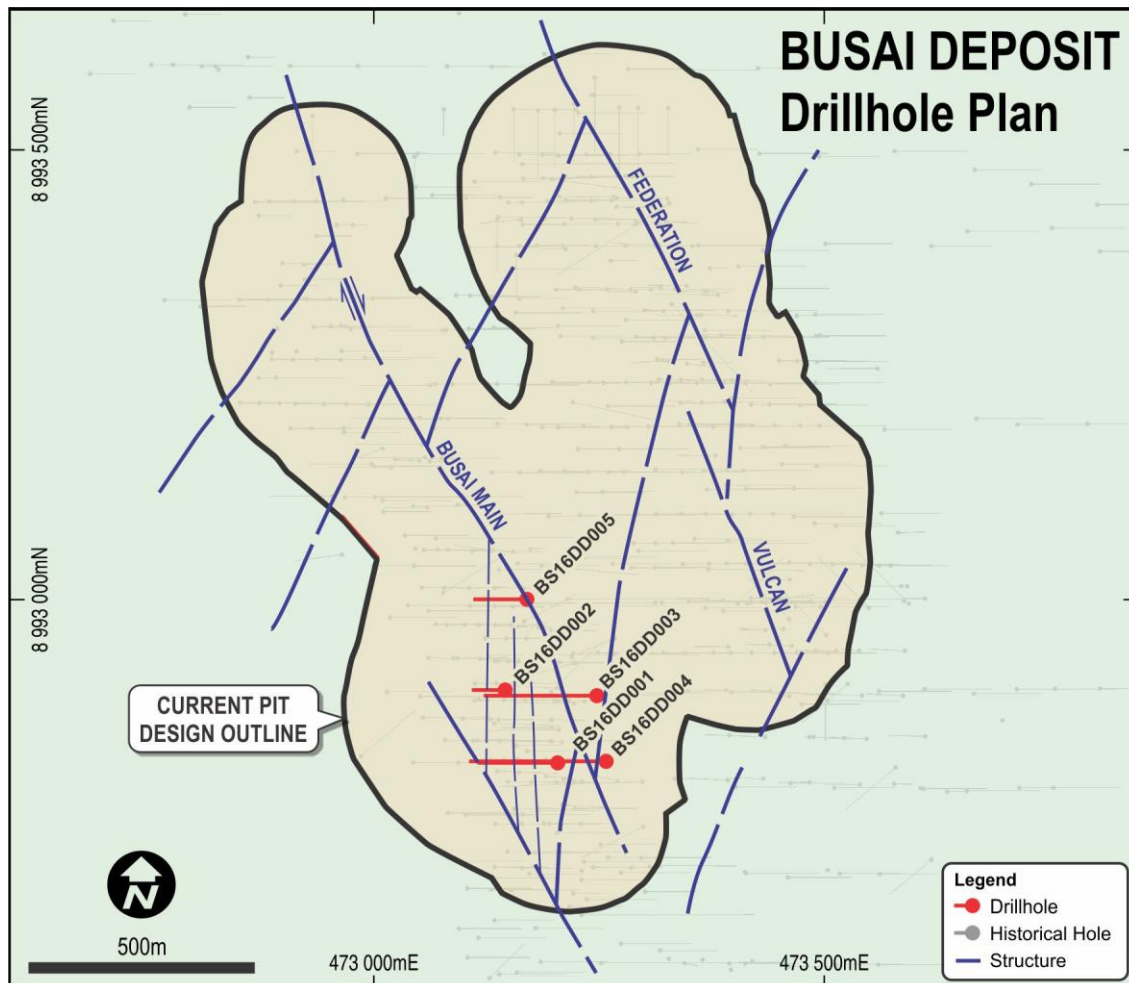 BUSAI DEPOSIT
Drillhole Plan
8 993 500mN
FEDERATION
BUSAI MAIN
BS16DD005
8 993 000mN
VULCAN
BS16DD002
BS16DD003
BS16DD001
BS16DD004
CURRENT PIT
DESIGN OUTLINE
N
500m
473 000mE
473 500mE
Legend
Drillhole
Historical Hole
Structure